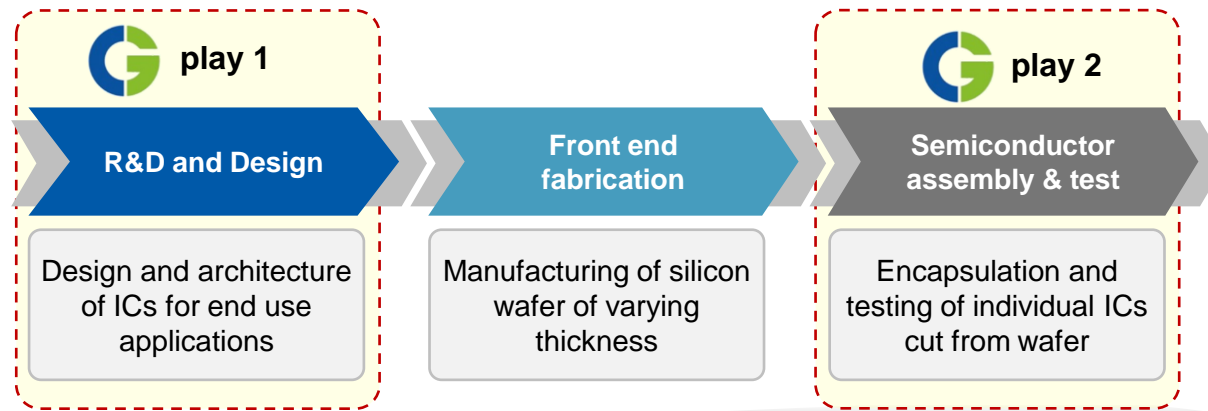 play 1
R&D and Design
Design and architecture
of ICs for end use
applications
Front end
fabrication
Manufacturing of silicon
wafer of varying
thickness
play 2
Semiconductor
assembly & test
Encapsulation and
testing of individual ICs
cut from wafer